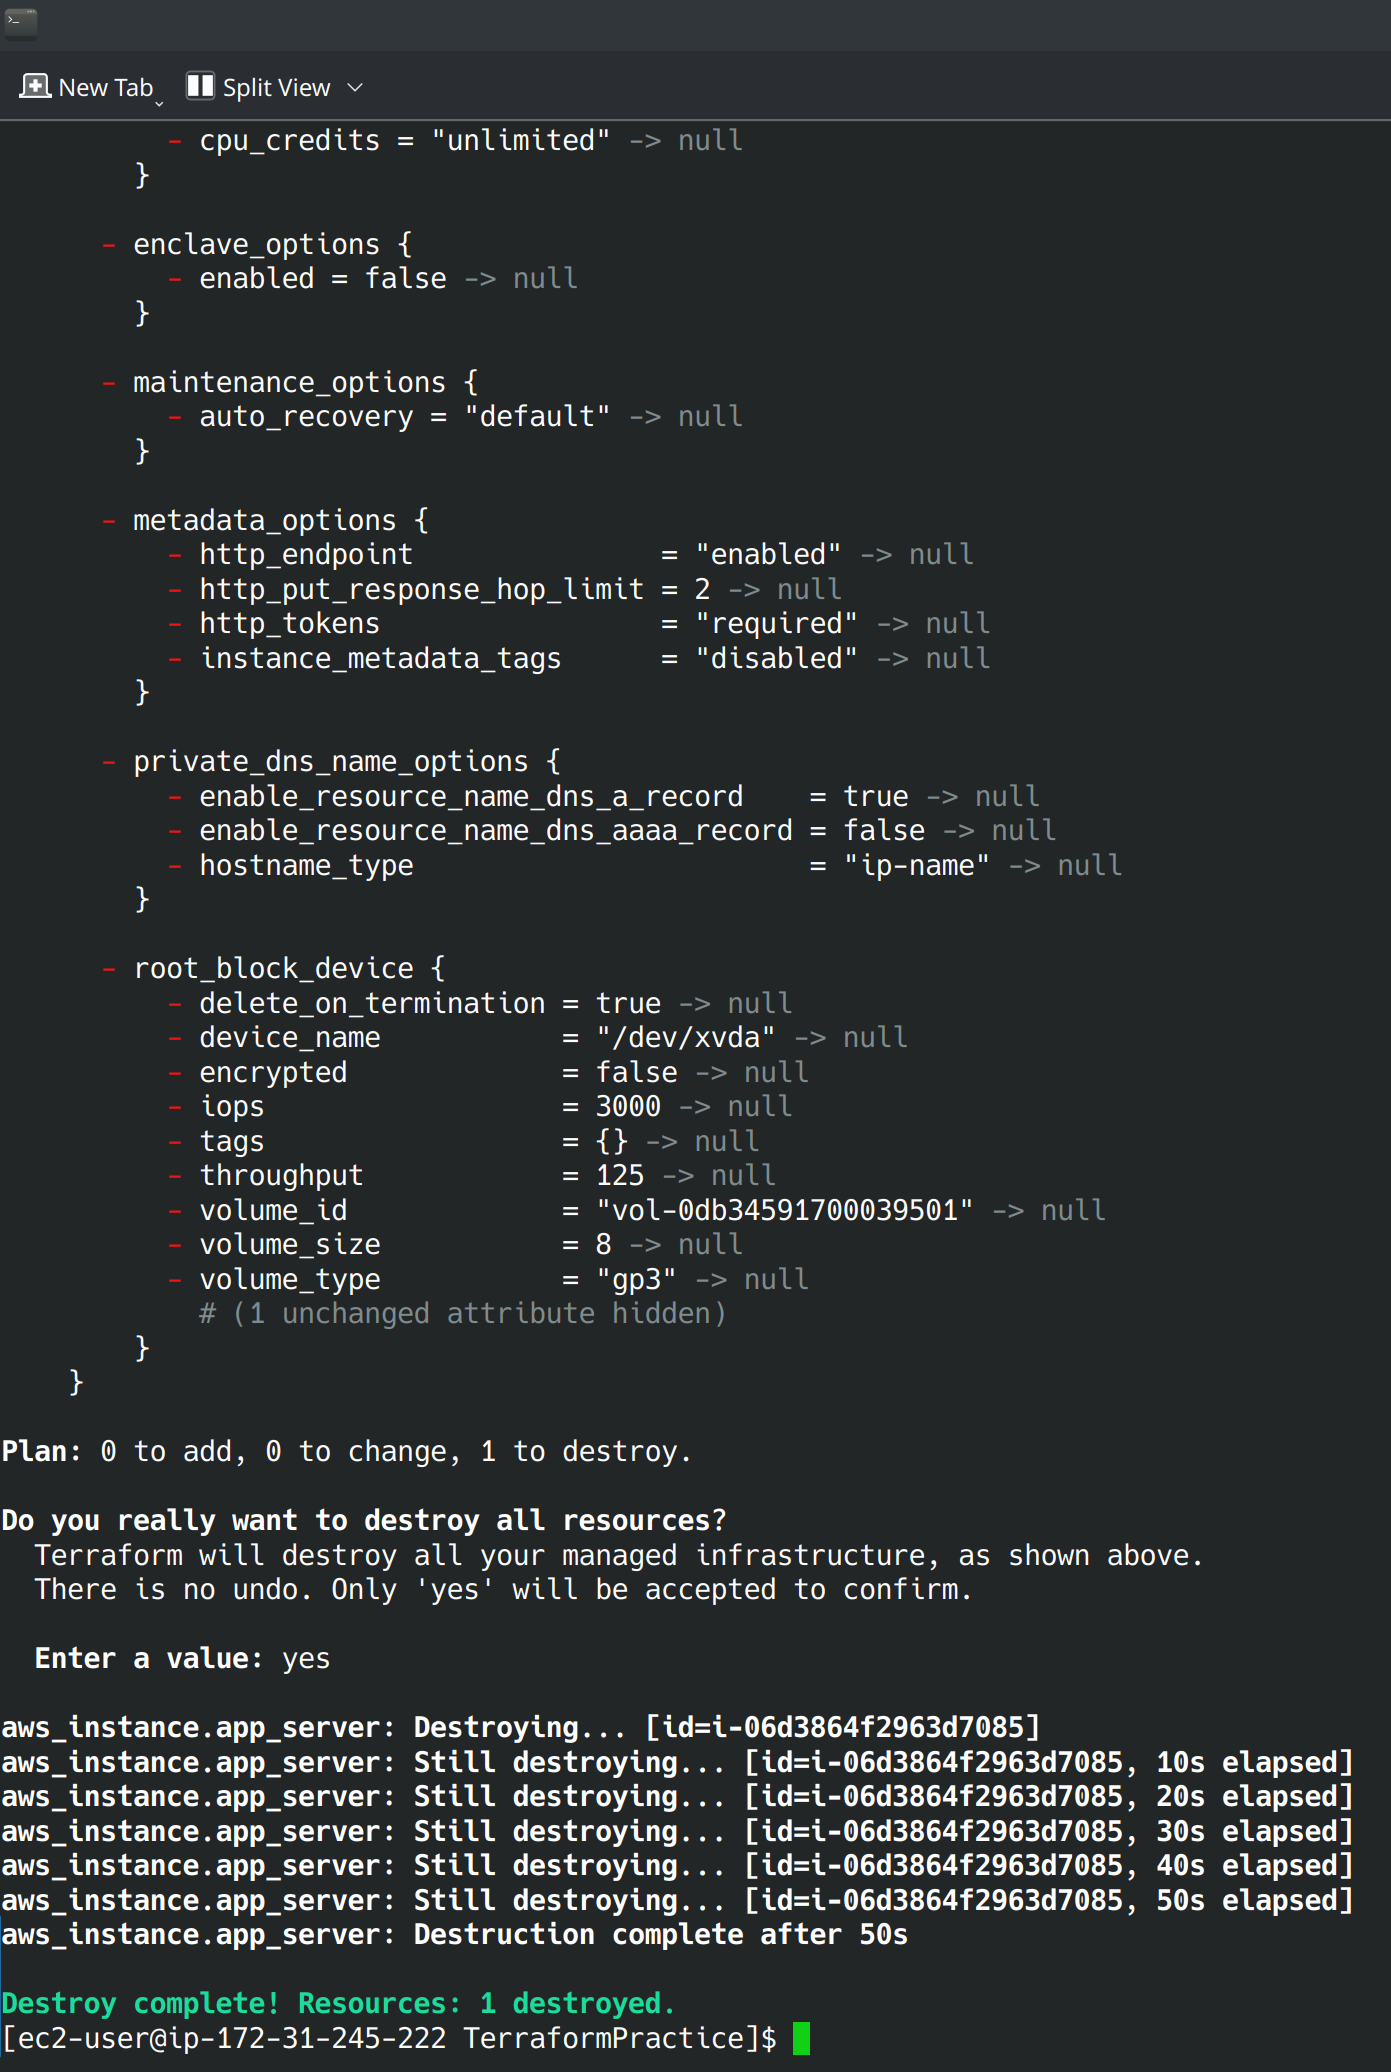 New Tab Split View
- cpu_credits = "unlimited" -> null
}
- enclave_options {
- enabled = false -> null
}
- maintenance_options {
- auto_recovery = "default" -> null
}
- metadata_options {
- http_endpoint = "enabled" -> null
- http_put_response_hop_limit = 2 -> null
- http_tokens = "required" -> null
- instance_metadata_tags = "disabled" -> null
}
- private_dns_name_options {
- enable_resource_name_dns_a_record = true -> null
- enable_resource_name_dns_aaaa_record = false -> null
- hostname_type = "ip-name" -> null
}
- root_block_device {
- delete_on_termination = true -> null
- device_name = "/dev/xvda" -> null
- encrypted = false -> null
- iops = 3000 -> null
- tags = {} -> null
- throughput = 125 -> null
- volume_id = "vol-0db34591700039501" -> null
- volume_size = 8 -> null
- volume_type = "gp3" -> null
# (1 unchanged attribute hidden)
}
}
Plan: 0 to add, 0 to change, 1 to destroy.
Do you really want to destroy all resources?
Terraform will destroy all your managed infrastructure, as shown above.
There is no undo. Only 'yes' will be accepted to confirm.
Enter a value: yes
aws_instance.app_server: Destroying... [id=i-06d3864f2963d7085]
aws_instance.app_server: Still destroying... [id=i-06d3864f2963d7085, 10s elapsed]
aws_instance.app_server: Still destroying... [id=i-06d3864f2963d7085, 20s elapsed]
aws_instance.app_server: Still destroying... [id=i-06d3864f2963d7085, 30s elapsed]
aws_instance.app_server: Still destroying... [id=i-06d3864f2963d7085, 40s elapsed]
aws_instance.app_server: Still destroying... [id=i-06d3864f2963d7085, 50s elapsed]
aws_instance.app_server: Destruction complete after 50s
Destroy complete! Resources: 1 destroyed.
[ec2-user@ip-172-31-245-222 TerraformPractice]$